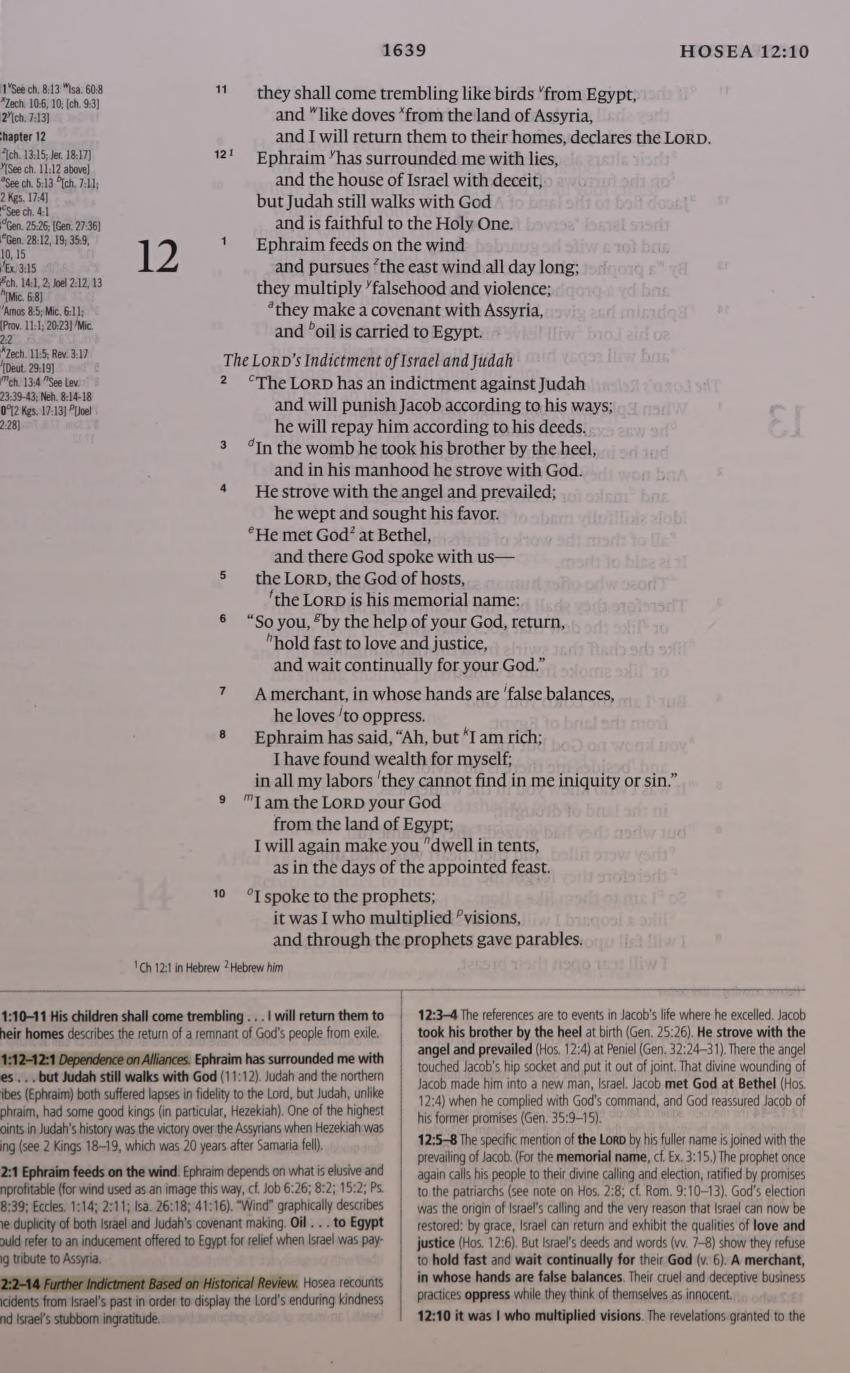 1639
HOSEA 12:10
1 vSee ch. 8:13 wIsa. 60:8
xZech. 10:6, 10; [ch. 9:3]
2 y[ch. 7:13]
hapter 12
z[ch. 13:15; Jer. 18:17]
y[See ch. 11:12 above]
aSee ch. 5:13 b[ch. 7:11;
2 Kgs. 17:4]
cSee ch. 4:1
dGen. 25:26; [Gen. 27:36]
eGen. 28:12, 19; 35:9,
10, 15
fEx. 3:15
gch. 14:1, 2; Joel 2:12, 13
h[Mic. 6:8]
iAmos 8:5; Mic. 6:11;
[Prov. 11:1; 20:23] jMic.
2:2
kZech. 11:5; Rev. 3:17
l[Deut. 29:19]
mch. 13:4 nSee Lev.
23:39-43; Neh. 8:14-18
0 o[2 Kgs. 17:13] p[Joel
2:28]
11 they shall come trembling like birds vfrom Egypt,
and wlike doves xfrom the land of Assyria,
and I will return them to their homes, declares the LORD.
12 1 Ephraim yhas surrounded me with lies,
and the house of Israel with deceit,
but Judah still walks with God
and is faithful to the Holy One.
12
1 Ephraim feeds on the wind
and pursues zthe east wind all day long;
they multiply yfalsehood and violence;
athey make a covenant with Assyria,
and boil is carried to Egypt.
The LORD's Indictment of Israel and Judah
2 cThe LORD has an indictment against Judah
and will punish Jacob according to his ways;
he will repay him according to his deeds.
3 dIn the womb he took his brother by the heel,
and in his manhood he strove with God.
4 He strove with the angel and prevailed;
he wept and sought his favor.
eHe met God2 at Bethel,
and there God spoke with us—
5 the LORD, the God of hosts,
fthe LORD is his memorial name:
6 “So you, gby the help of your God, return,
hhold fast to love and justice,
and wait continually for your God.”
7 A merchant, in whose hands are ifalse balances,
he loves jto oppress.
8 Ephraim has said, “Ah, but kI am rich;
I have found wealth for myself;
in all my labors lthey cannot find in me iniquity or sin.”
9 mI am the LORD your God
from the land of Egypt;
I will again make you ndwell in tents,
as in the days of the appointed feast.
10 oI spoke to the prophets;
it was I who multiplied pvisions,
and through the prophets gave parables.
1 Ch 12:1 in Hebrew 2 Hebrew him
1:10–11 His children shall come trembling . . . I will return them to
heir homes describes the return of a remnant of God's people from exile.
1:12–12:1 Dependence on Alliances. Ephraim has surrounded me with
es . . . but Judah still walks with God (11:12). Judah and the northern
ibes (Ephraim) both suffered lapses in fidelity to the Lord, but Judah, unlike
phraim, had some good kings (in particular, Hezekiah). One of the highest
oints in Judah's history was the victory over the Assyrians when Hezekiah was
ing (see 2 Kings 18–19, which was 20 years after Samaria fell).
2:1 Ephraim feeds on the wind. Ephraim depends on what is elusive and
nprofitable (for wind used as an image this way, cf. Job 6:26; 8:2; 15:2; Ps.
8:39; Eccles. 1:14; 2:11; Isa. 26:18; 41:16). “Wind” graphically describes
he duplicity of both Israel and Judah's covenant making. Oil . . . to Egypt
ould refer to an inducement offered to Egypt for relief when Israel was pay-
ng tribute to Assyria.
2:2–14 Further Indictment Based on Historical Review. Hosea recounts
ncidents from Israel's past in order to display the Lord's enduring kindness
nd Israel's stubborn ingratitude.
12:3–4 The references are to events in Jacob's life where he excelled. Jacob
took his brother by the heel at birth (Gen. 25:26). He strove with the
angel and prevailed (Hos. 12:4) at Peniel (Gen. 32:24–31). There the angel
touched Jacob's hip socket and put it out of joint. That divine wounding of
Jacob made him into a new man, Israel. Jacob met God at Bethel (Hos.
12:4) when he complied with God's command, and God reassured Jacob of
his former promises (Gen. 35:9–15).
12:5–8 The specific mention of the LORD by his fuller name is joined with the
prevailing of Jacob. (For the memorial name, cf. Ex. 3:15.) The prophet once
again calls his people to their divine calling and election, ratified by promises
to the patriarchs (see note on Hos. 2:8; cf. Rom. 9:10–13). God's election
was the origin of Israel's calling and the very reason that Israel can now be
restored: by grace, Israel can return and exhibit the qualities of love and
justice (Hos. 12:6). But Israel's deeds and words (vv. 7–8) show they refuse
to hold fast and wait continually for their God (v. 6). A merchant,
in whose hands are false balances. Their cruel and deceptive business
practices oppress while they think of themselves as innocent.
12:10 it was I who multiplied visions. The revelations granted to the